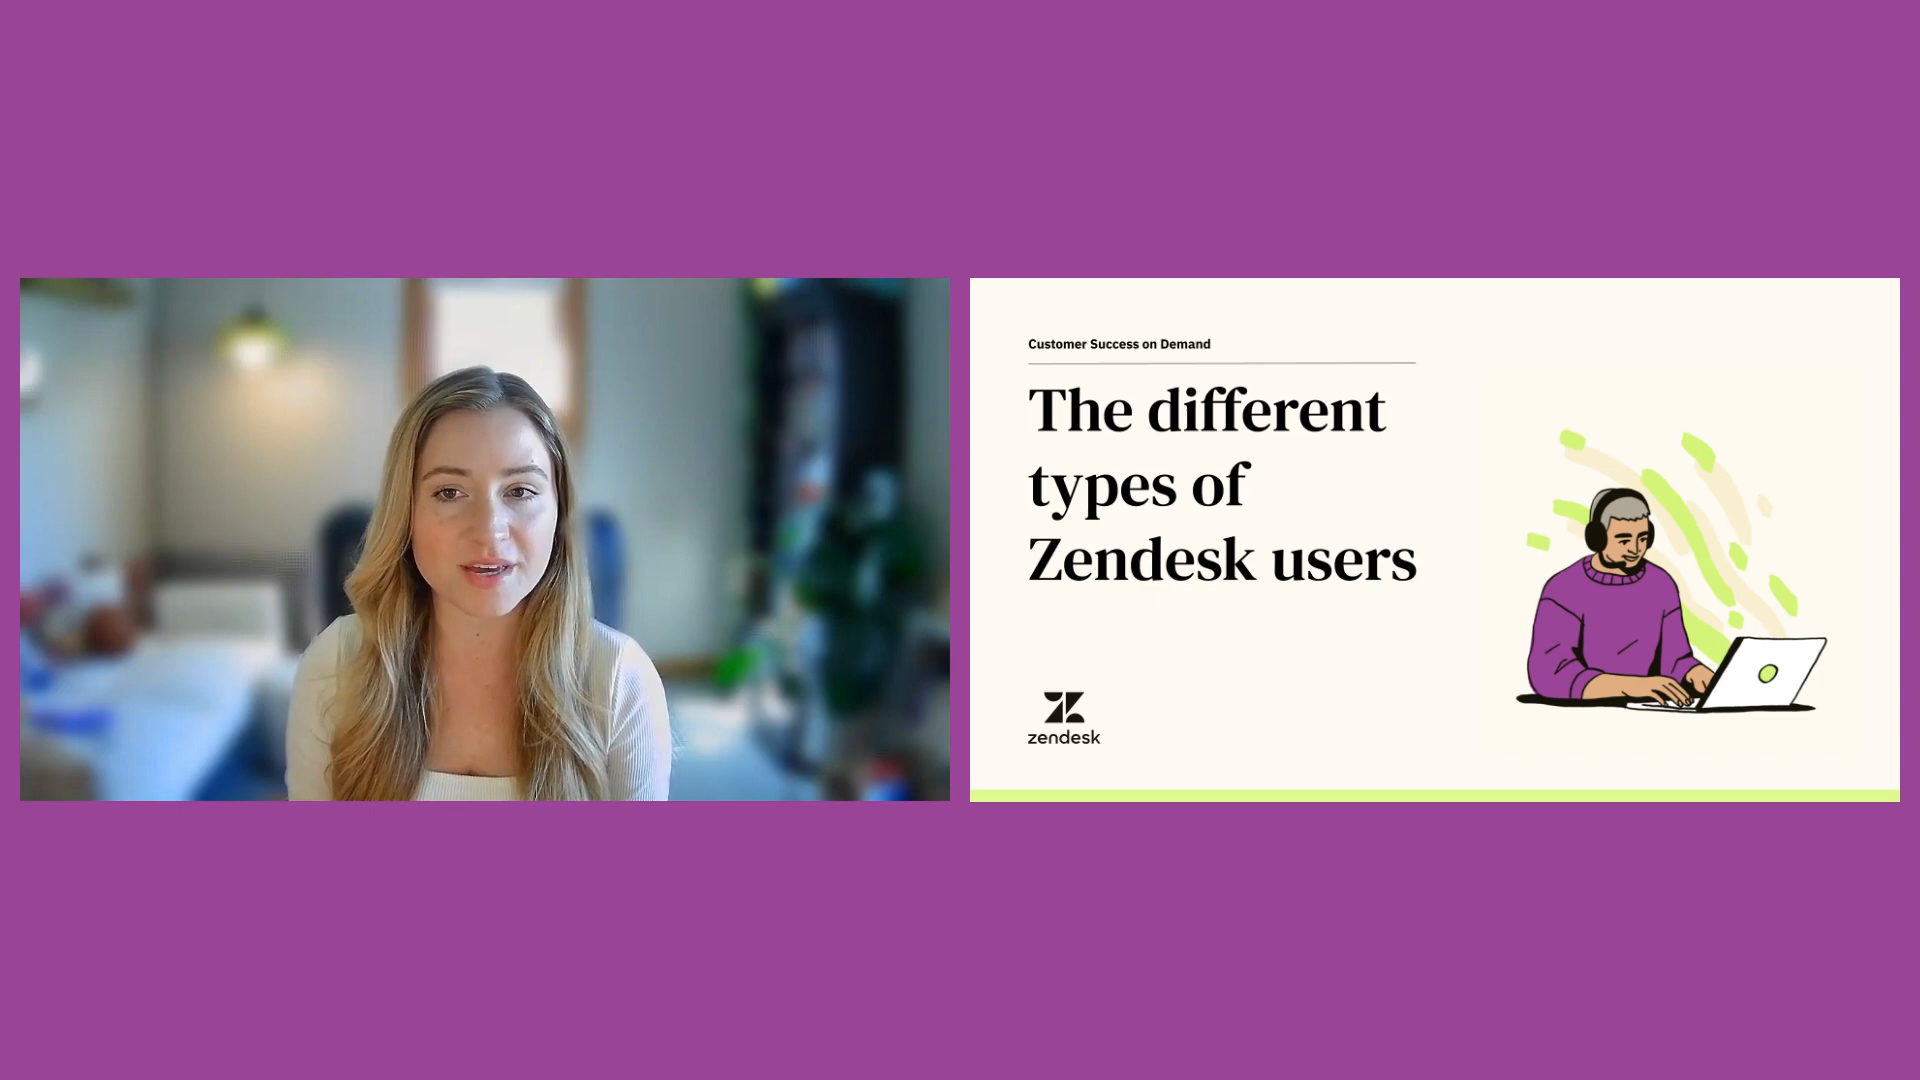 Customer Success on Demand
The different
types of
Zendesk users
zendesk